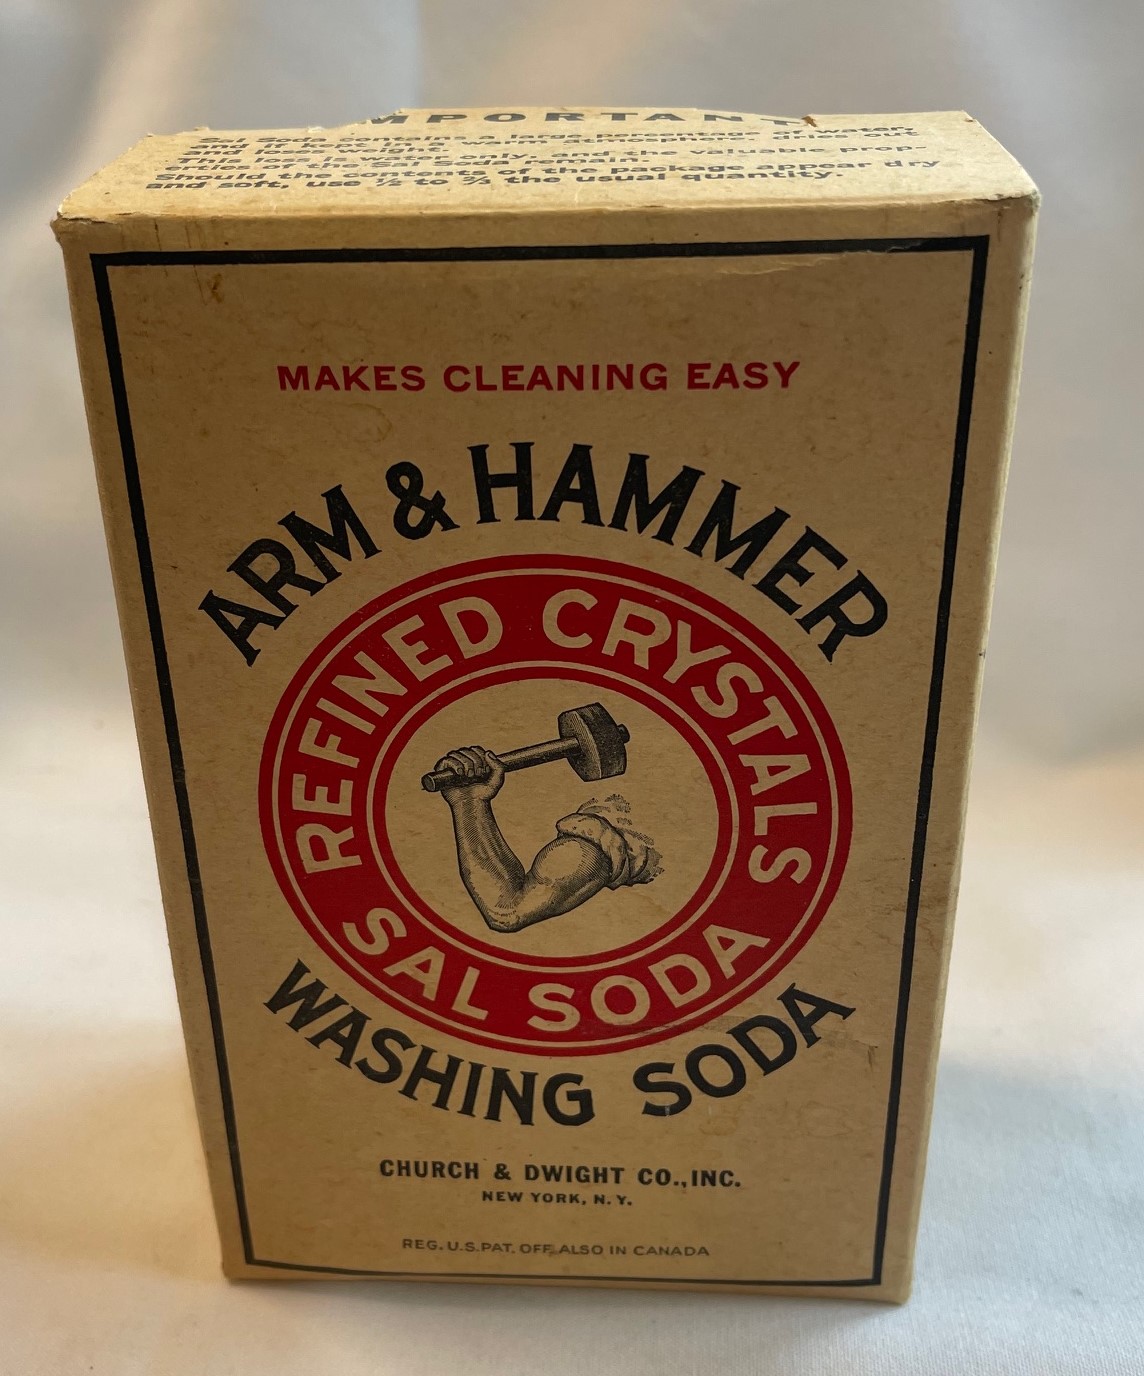 IMPORTANT
Sal Soda contains a large percentage of water,
and if kept in a warm atmosphere, dries out
and loses weight.
This loss is water only, and the valuable prop-
erties of the Sal Soda remain.
Should the contents of the package appear dry
and soft, use ½ to ⅔ the usual quantity.
MAKES CLEANING EASY
ARM & HAMMER
REFINED CRYSTALS
SAL SODA
WASHING SODA
CHURCH & DWIGHT CO., INC.
NEW YORK, N. Y.
REG. U.S. PAT. OFF. ALSO IN CANADA